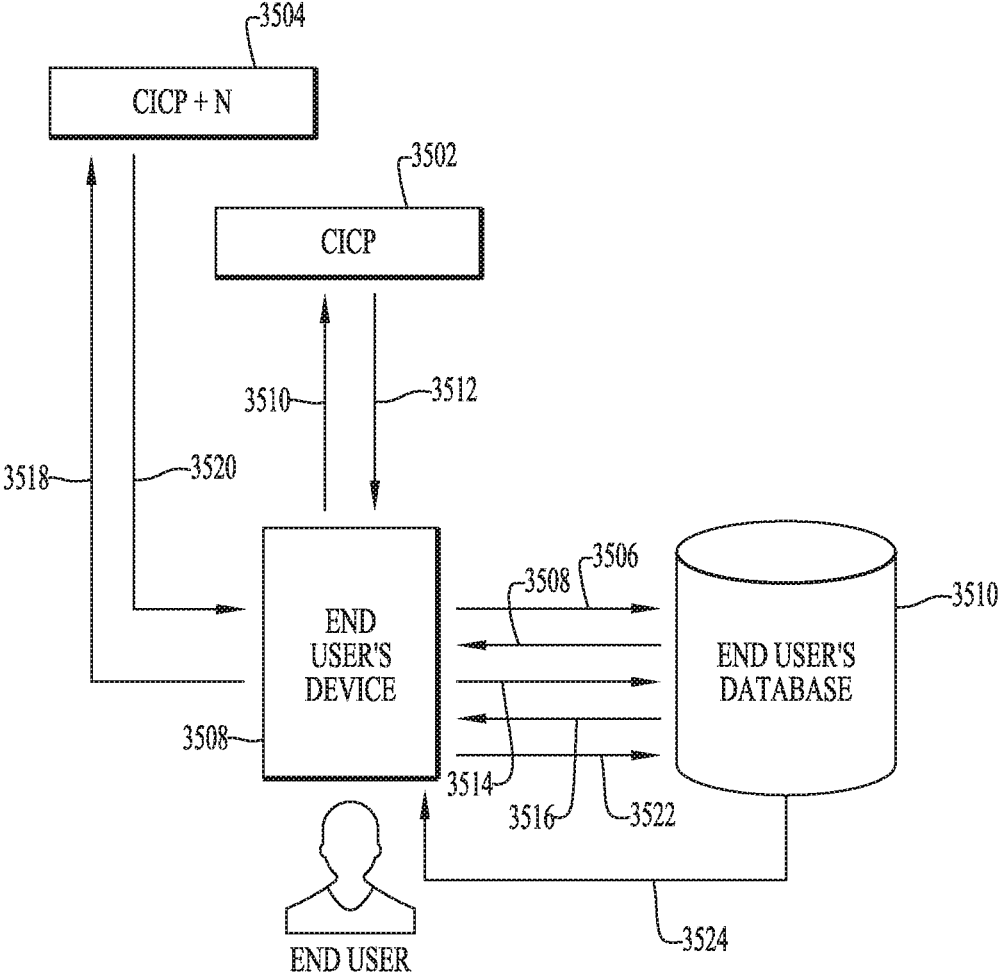 3504
CICP + N
3502
CICP
3510
3512
3518
3520
3506
3508
3510
END
USER'S
DEVICE
END USER'S
DATABASE
3508
3514
3516
3522
3524
END USER